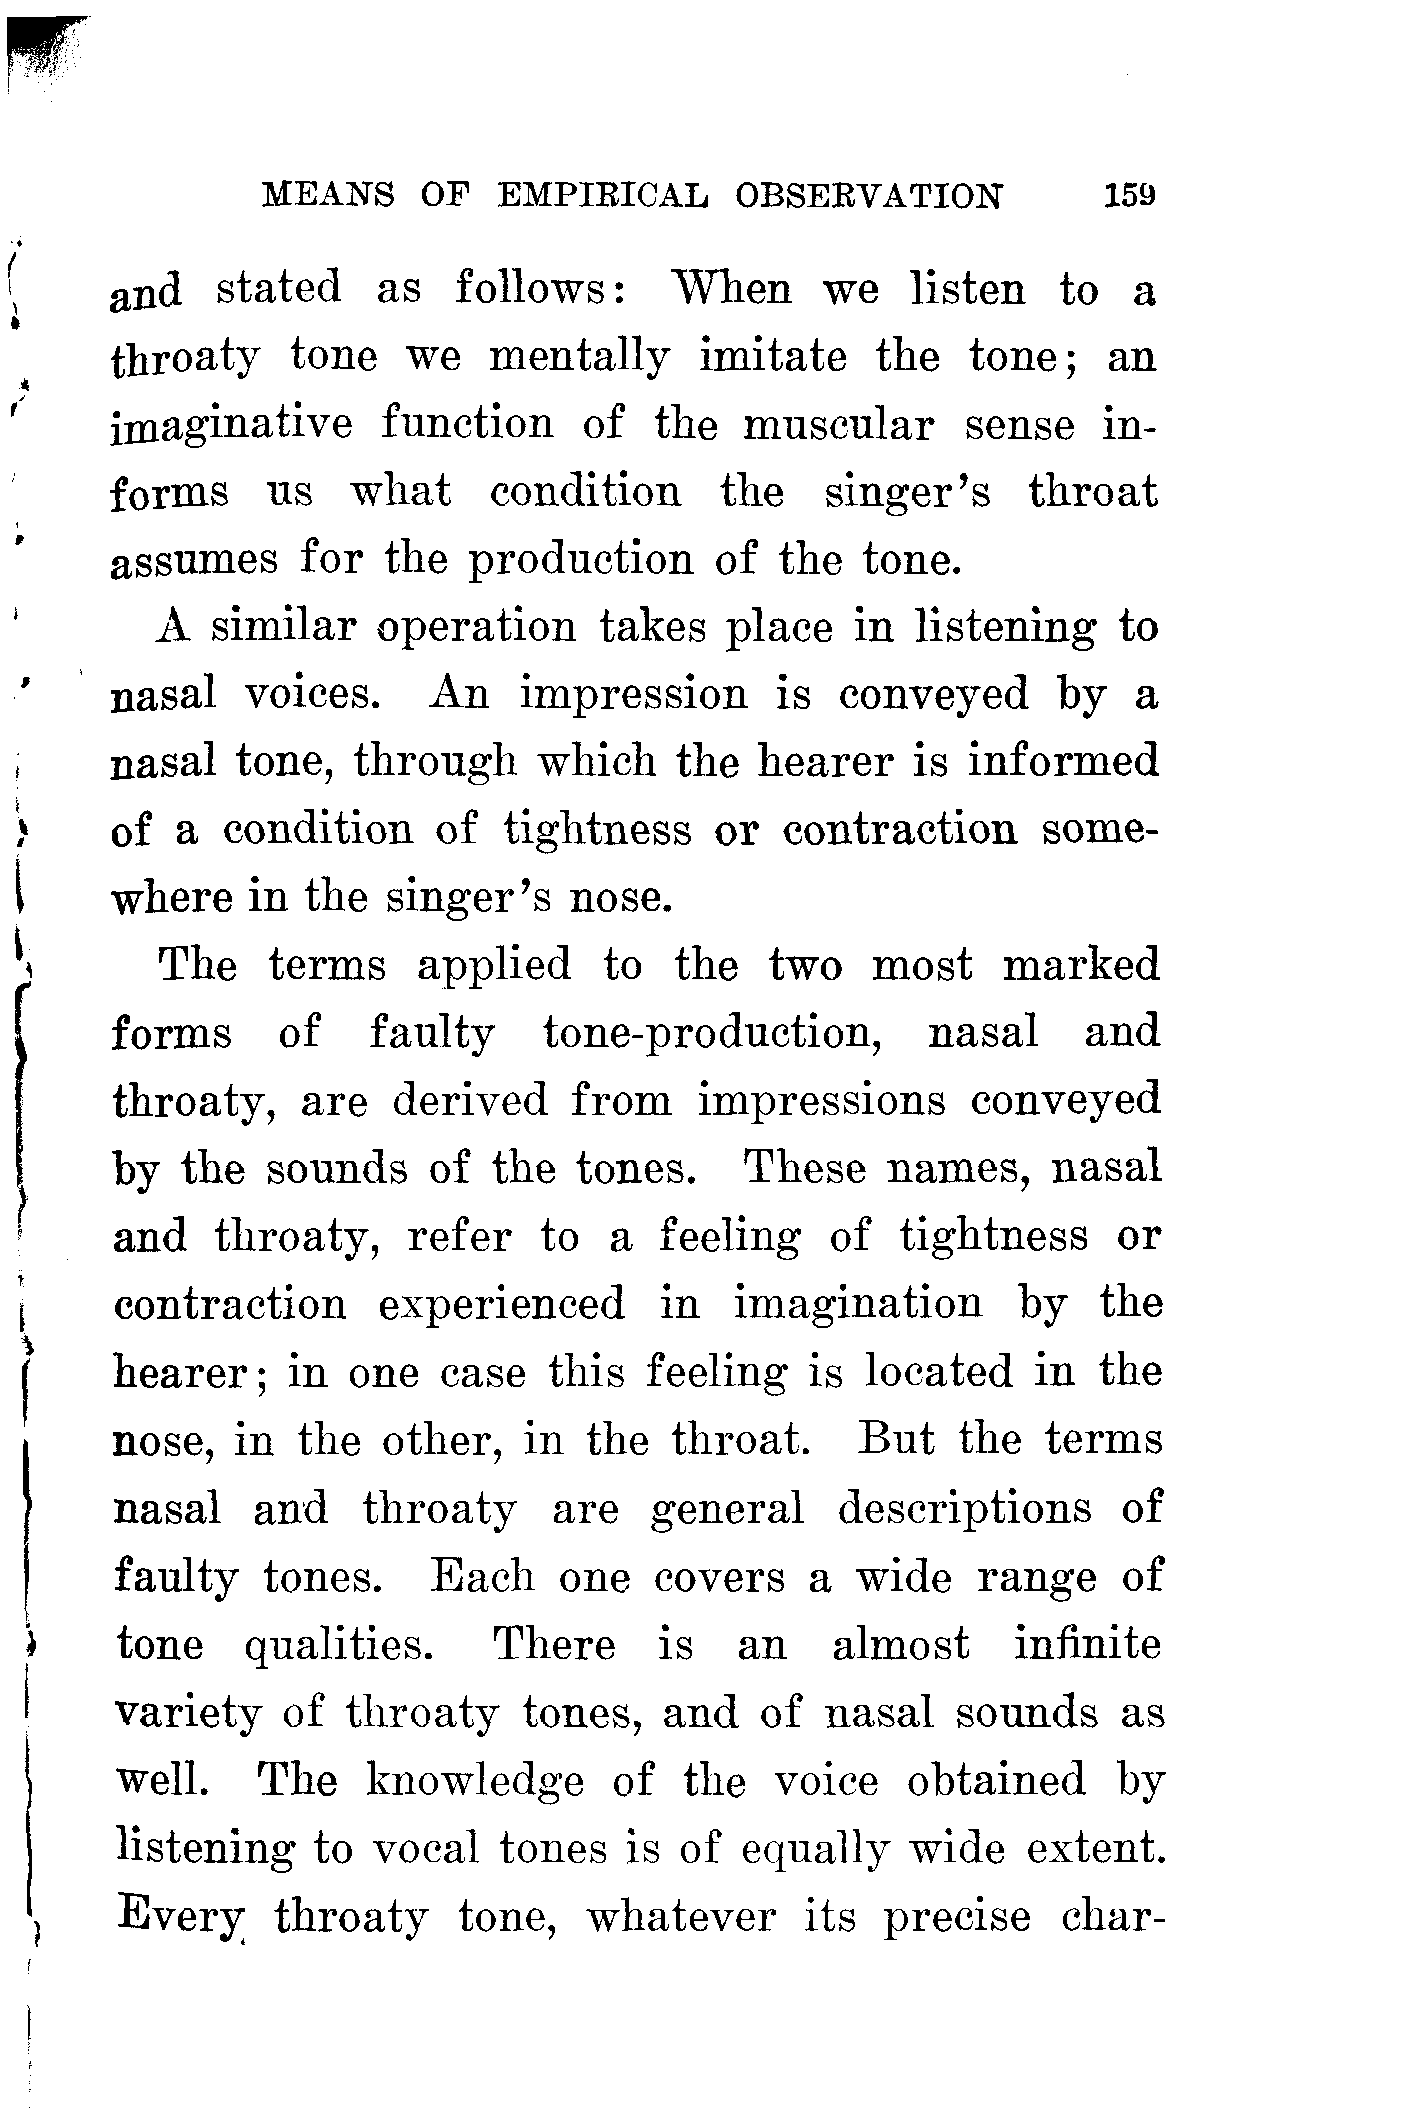 MEANS OF EMPIRICAL OBSERVATION 159
and stated as follows: When we listen to a
throaty tone we mentally imitate the tone; an
imaginative function of the muscular sense in-
forms us what condition the singer's throat
assumes for the production of the tone.
A similar operation takes place in listening to
nasal voices. An impression is conveyed by a
nasal tone, through which the hearer is informed
of a condition of tightness or contraction some-
where in the singer's nose.
The terms applied to the two most marked
forms of faulty tone-production, nasal and
throaty, are derived from impressions conveyed
by the sounds of the tones. These names, nasal
and throaty, refer to a feeling of tightness or
contraction experienced in imagination by the
hearer; in one case this feeling is located in the
nose, in the other, in the throat. But the terms
nasal and throaty are general descriptions of
faulty tones. Each one covers a wide range of
tone qualities. There is an almost infinite
variety of throaty tones, and of nasal sounds as
well. The knowledge of the voice obtained by
listening to vocal tones is of equally wide extent.
Every throaty tone, whatever its precise char-